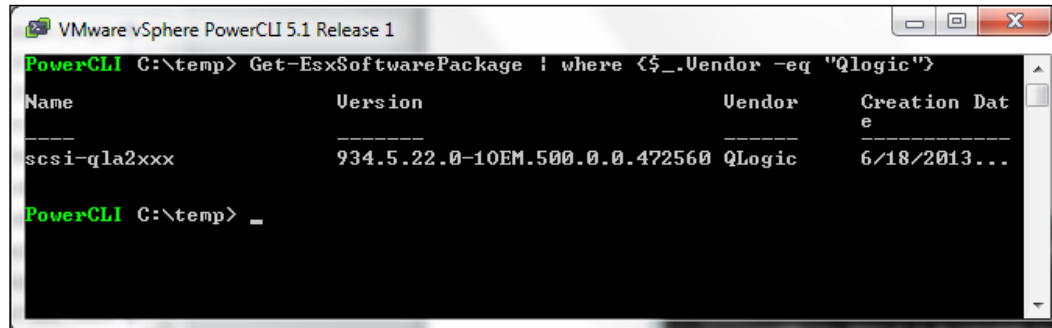 VMware vSphere PowerCLI 5.1 Release 1
PowerCLI C:\temp> Get-EsxSoftwarePackage | where {$_.Vendor -eq "Qlogic"}
Name Version Vendor Creation Dat
e
---- ------- ------ ------------
scsi-qla2xxx 934.5.22.0-1OEM.500.0.0.472560 QLogic 6/18/2013...
PowerCLI C:\temp> _